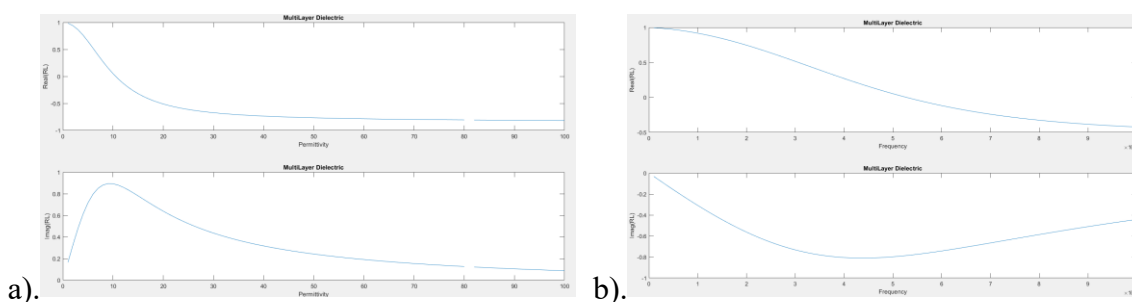 MultiLayer Dielectric
1
0.5
0
-0.5
-1
Real(RL)
0 10 20 30 40 50 60 70 80 90 100
Permittivity
MultiLayer Dielectric
1
0.8
0.6
0.4
0.2
0
Imag(RL)
0 10 20 30 40 50 60 70 80 90 100
Permittivity
a).
MultiLayer Dielectric
1
0.5
0
-0.5
Real(RL)
0 1 2 3 4 5 6 7 8 9
Frequency
MultiLayer Dielectric
0
-0.2
-0.4
-0.6
-0.8
-1
Imag(RL)
0 1 2 3 4 5 6 7 8 9
Frequency
b).